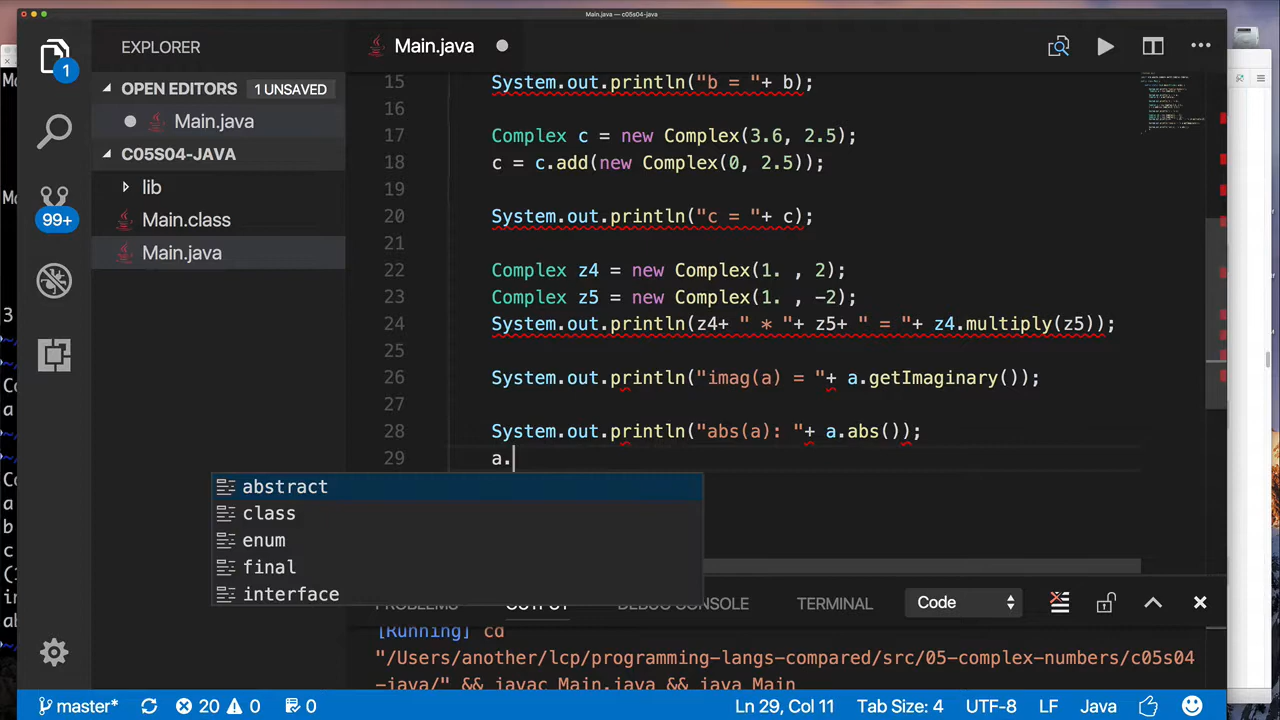 Main.java — c05s04-java
EXPLORER
Main.java
1
OPEN EDITORS 1 UNSAVED
Main.java
C05S04-JAVA
lib
99+
Main.class
Main.java
15 System.out.println("b = "+ b);
16
17 Complex c = new Complex(3.6, 2.5);
18 c = c.add(new Complex(0, 2.5));
19
20 System.out.println("c = "+ c);
21
22 Complex z4 = new Complex(1. , 2);
23 Complex z5 = new Complex(1. , -2);
24 System.out.println(z4+ " * "+ z5+ " = "+ z4.multiply(z5));
25
26 System.out.println("imag(a) = "+ a.getImaginary());
27
28 System.out.println("abs(a): "+ a.abs());
29 a.
abstract
class
enum
final
interface
PROBLEMS OUTPUT DEBUG CONSOLE TERMINAL Code
[Running] cd
"/Users/another/lcp/programming-langs-compared/src/05-complex-numbers/c05s04
-java/" && javac Main.java && java Main
master* 20 0 0 Ln 29, Col 11 Tab Size: 4 UTF-8 LF Java